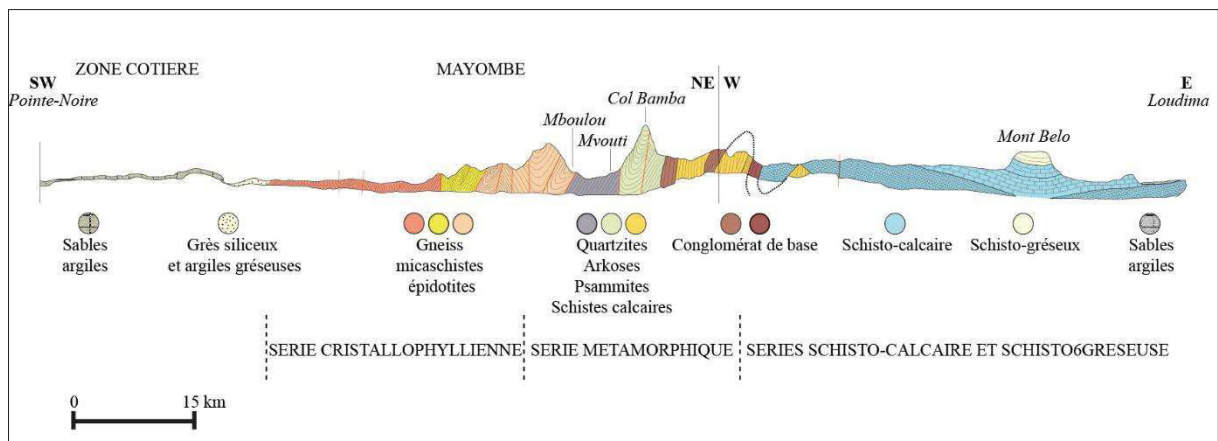 ZONE COTIERE
MAYOMBE
SW
Pointe-Noire
NE W
E
Loudima
Col Bamba
Mboulou
Mvouti
Mont Belo
Sables
argiles
Grès siliceux
et argiles gréseuses
Gneiss
micaschistes
épidotites
Quartzites
Arkoses
Psammites
Schistes calcaires
Conglomérat de base
Schisto-calcaire
Schisto-gréseux
Sables
argiles
SERIE CRISTALLOPHYLLIENNE
SERIE METAMORPHIQUE
SERIES SCHISTO-CALCAIRE ET SCHISTO6GRESEUSE
0 15 km